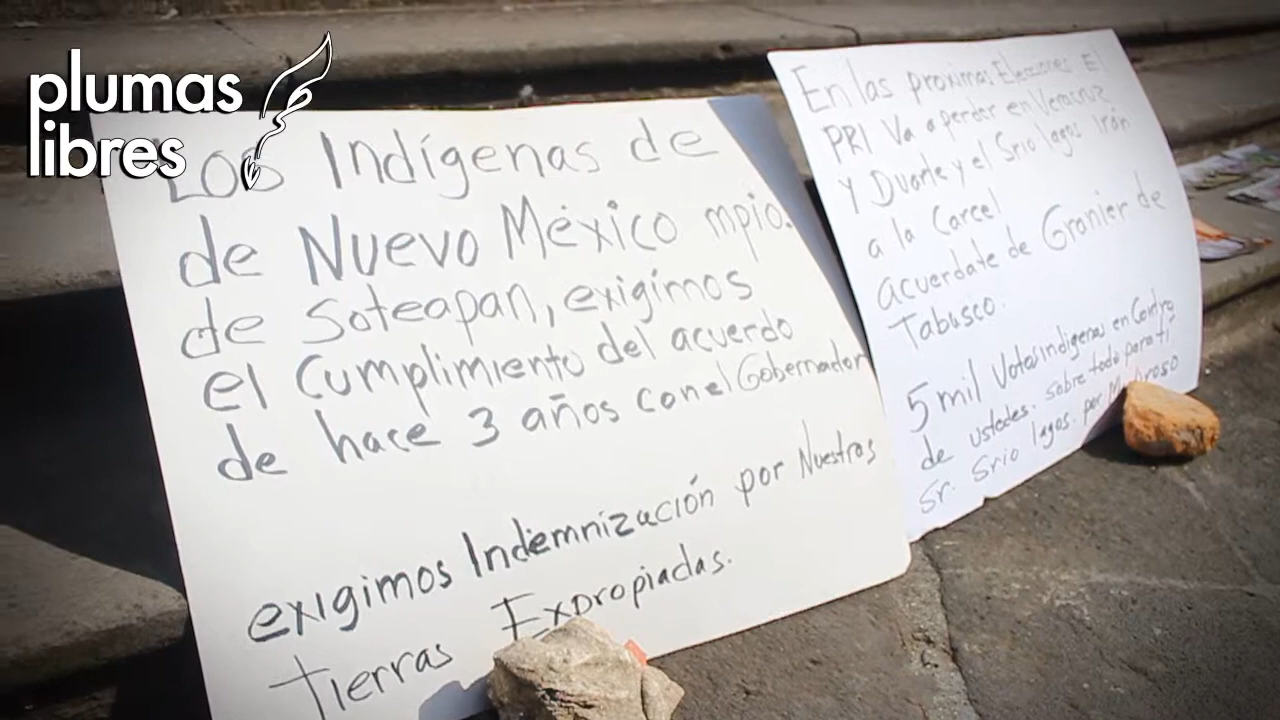 plumas
libres
Los Indígenas de
de Nuevo México mpio.
de Soteapan, exigimos
el Cumplimiento del acuerdo
de hace 3 años con el Gobernador
exigimos Indemnización por Nuestras
tierras Expropiadas.
En las proximas Elecciones El
PRI Va a perder en Veracruz
Y Duarte y el Srio lagos Irán
a la Carcel
acuerdate de Granier de
Tabasco.
5 mil Votos indigenas en Contra
de ustedes. sobre todo para ti
Sr. Srio lagos. por